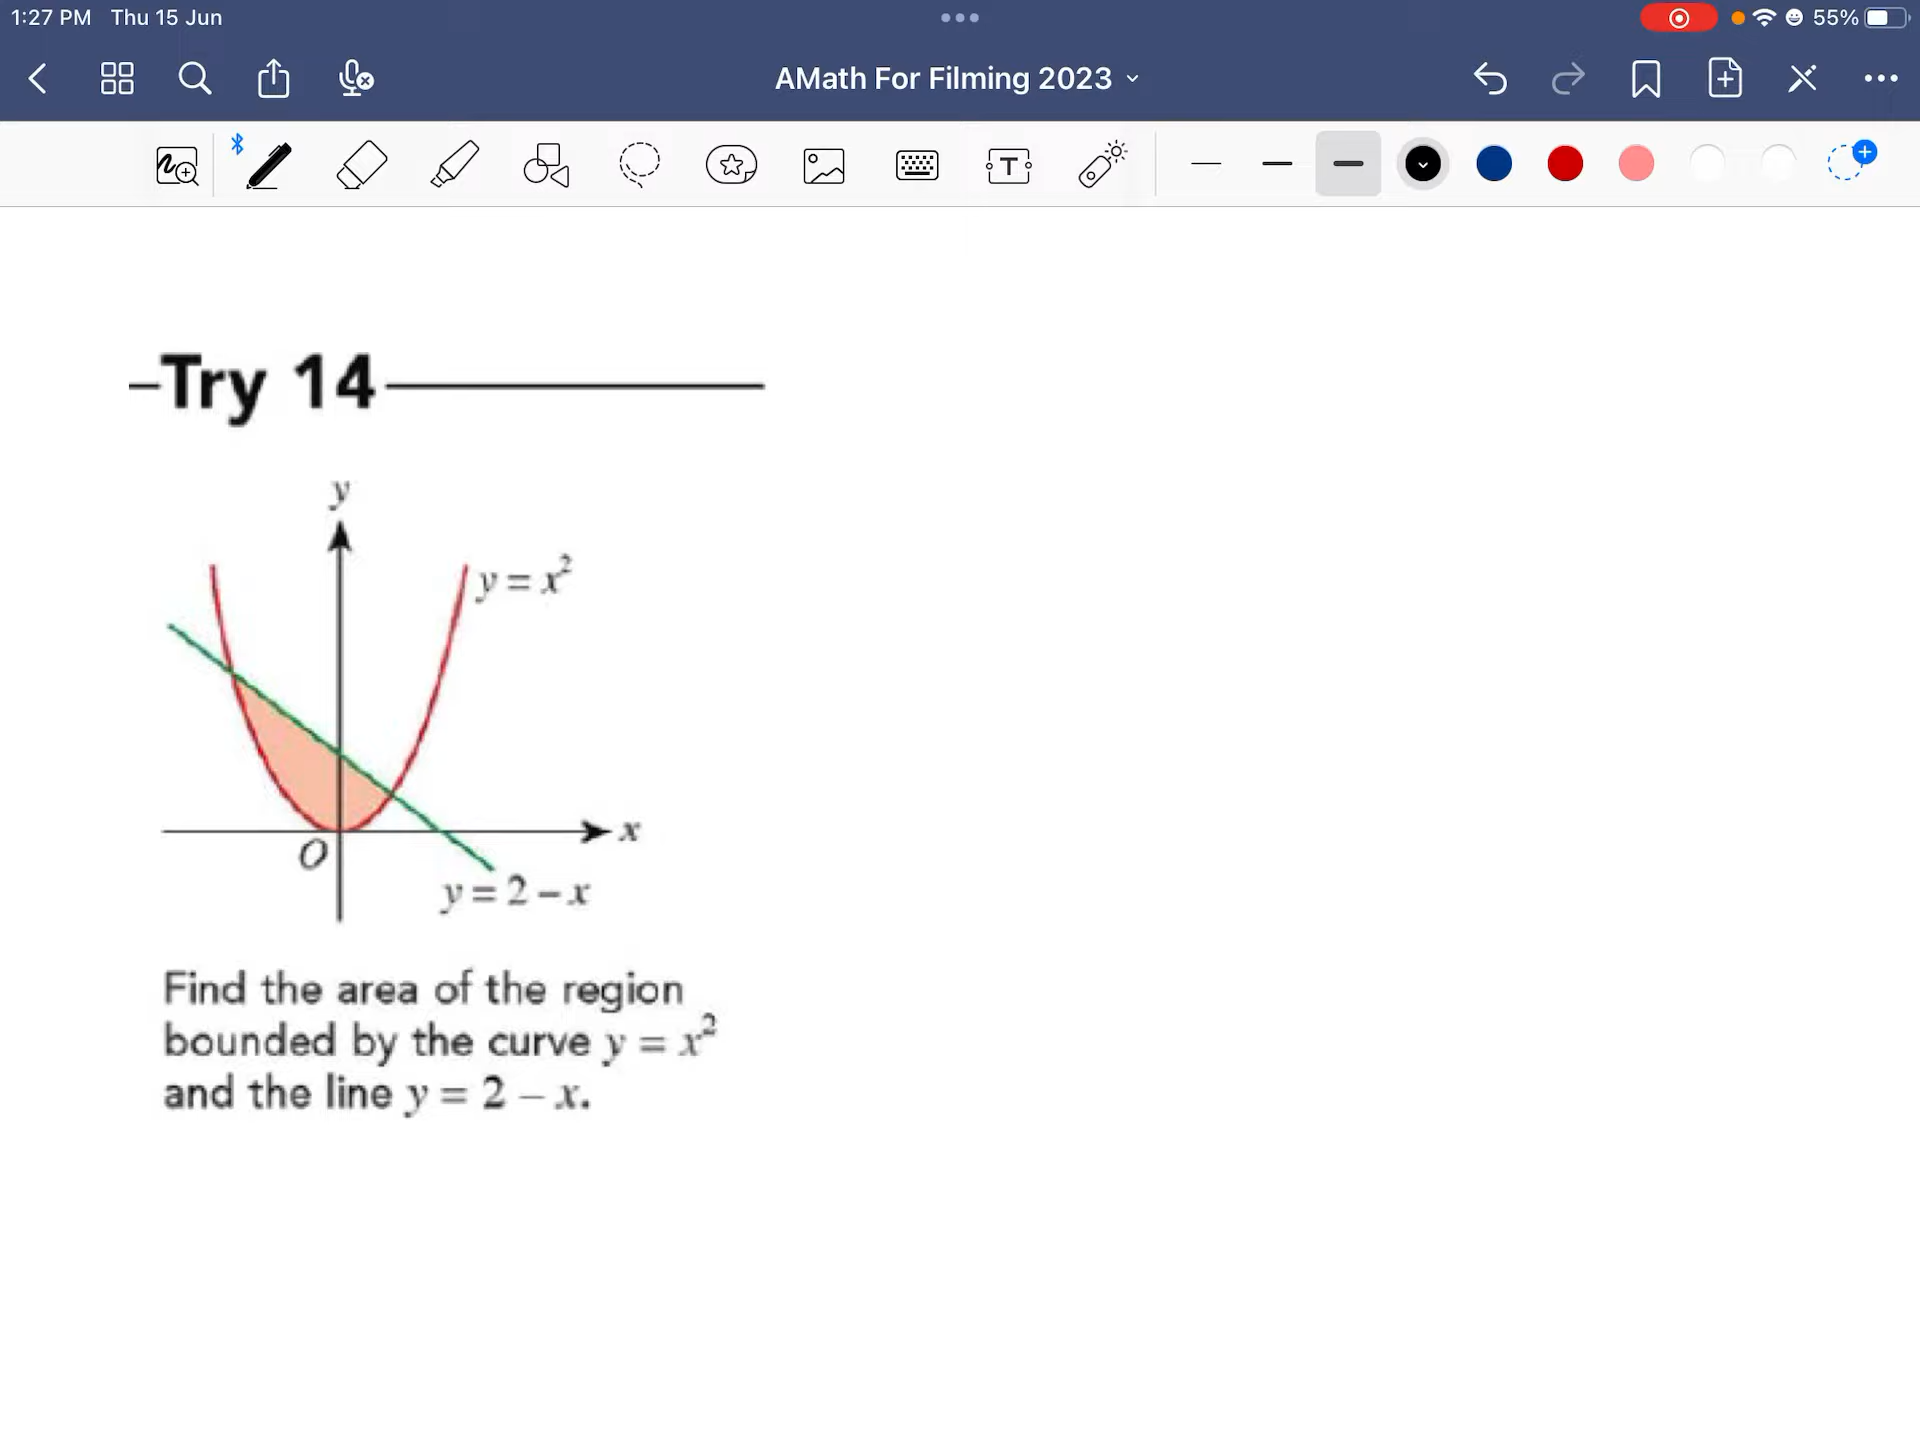 1:27 PM Thu 15 Jun
55%
AMath For Filming 2023
T
Try 14
y
y = x²
x
O
y = 2 – x
Find the area of the region
bounded by the curve y = x²
and the line y = 2 – x.